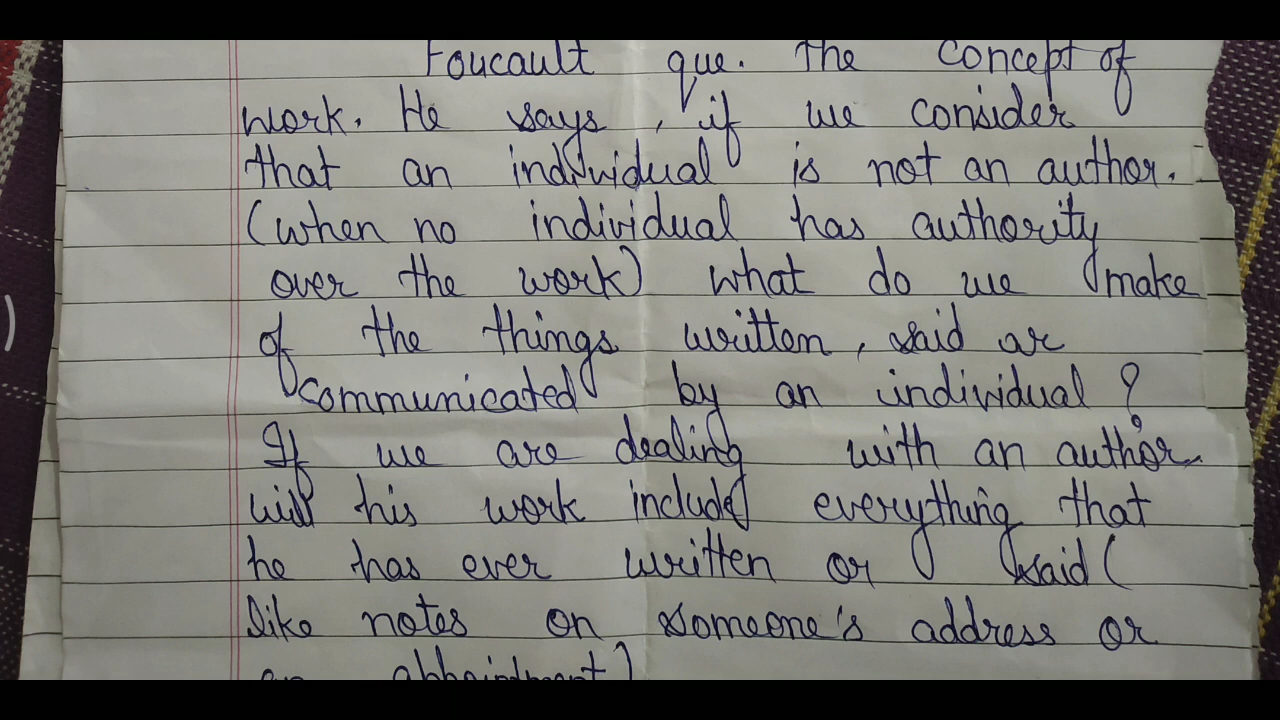 Foucault que. The concept of
work. He says, if we consider
that an individual is not an author.
(when no individual has authority
over the work) what do we make
of the things written, said or
communicated by an individual?
If we are dealing with an author.
will his work include everything that
he has ever written or said (
like notes on someone's address or
an appointment)